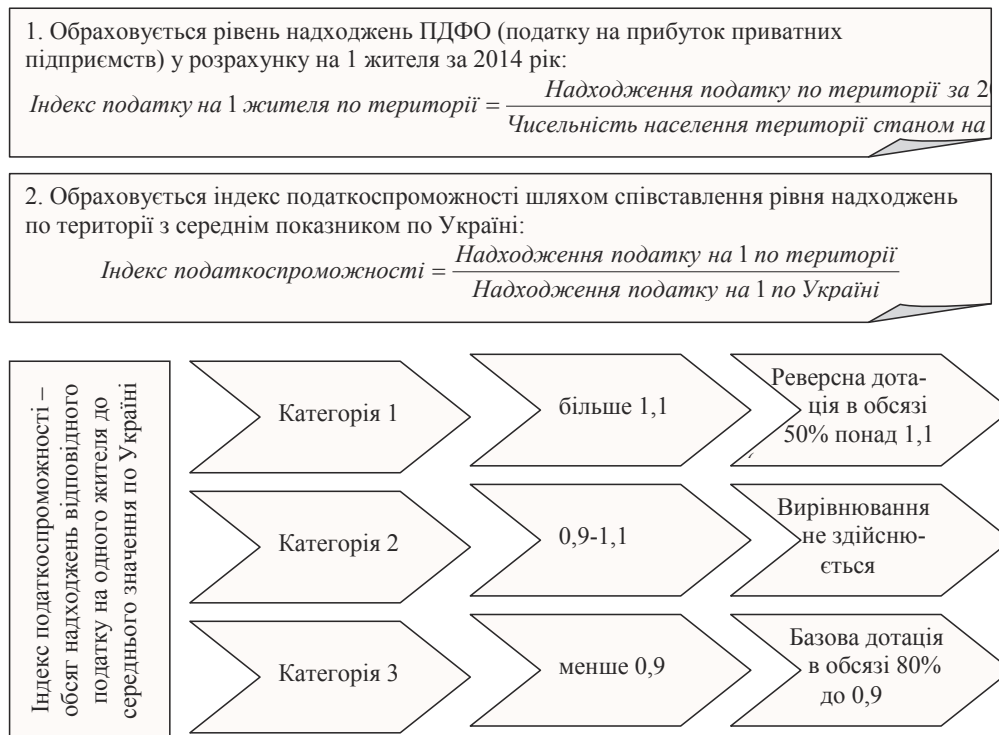 1. Обраховується рівень надходжень ПДФО (податку на прибуток приватних
підприємств) у розрахунку на 1 жителя за 2014 рік:
Індекс податку на 1 жителя по території =
Надходження податку по території за 2
Чисельність населення території станом на
2. Обраховується індекс податкоспроможності шляхом співставлення рівня надходжень
по території з середнім показником по Україні:
Індекс податкоспроможності =
Надходження податку на 1 по території
Надходження податку на 1 по Україні
Індекс податкоспроможності –
обсяг надходжень відповідного
податку на одного жителя до
середнього значення по Україні
Категорія 1
більше 1,1
Реверсна дота-
ція в обсязі
50% понад 1,1
Категорія 2
0,9-1,1
Вирівнювання
не здійсню-
ється
Категорія 3
менше 0,9
Базова дотація
в обсязі 80%
до 0,9